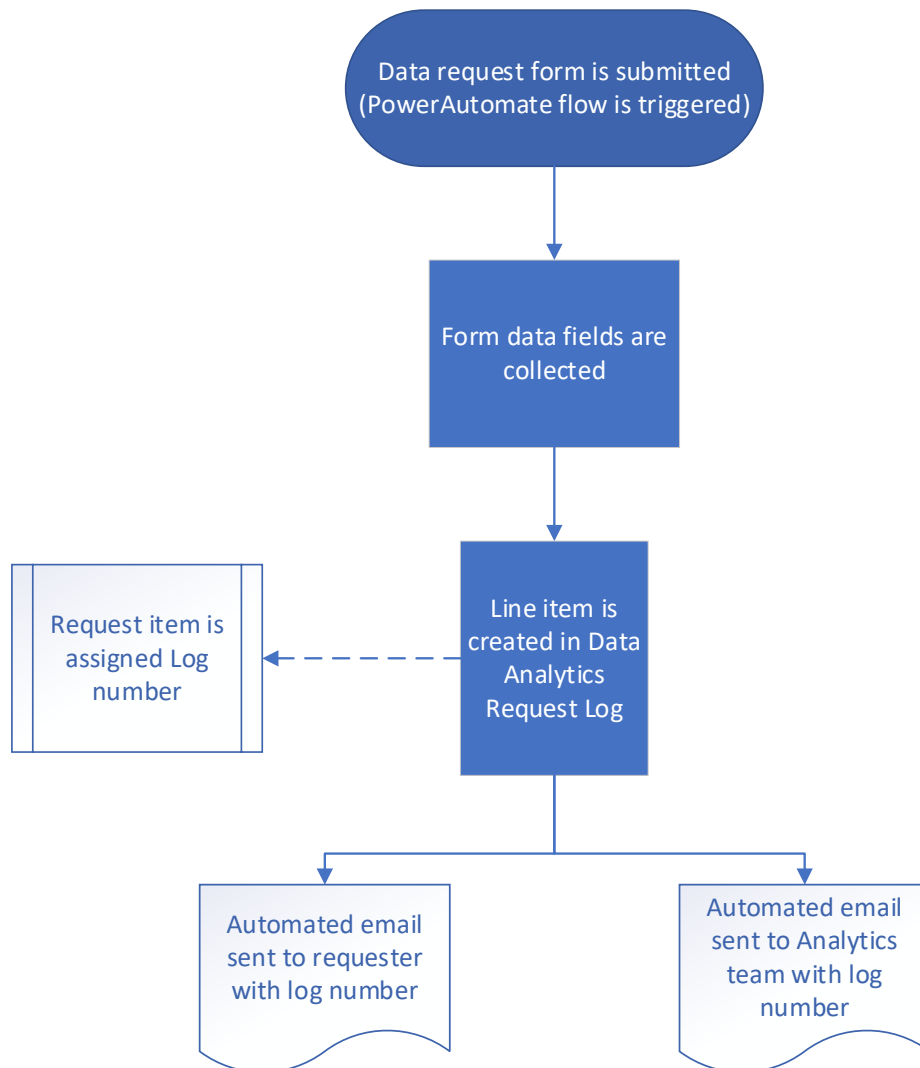 Data request form is submitted
(PowerAutomate flow is triggered)
Form data fields are
collected
Line item is
created in Data
Analytics
Request Log
Request item is
assigned Log
number
Automated email
sent to requester
with log number
Automated email
sent to Analytics
team with log
number